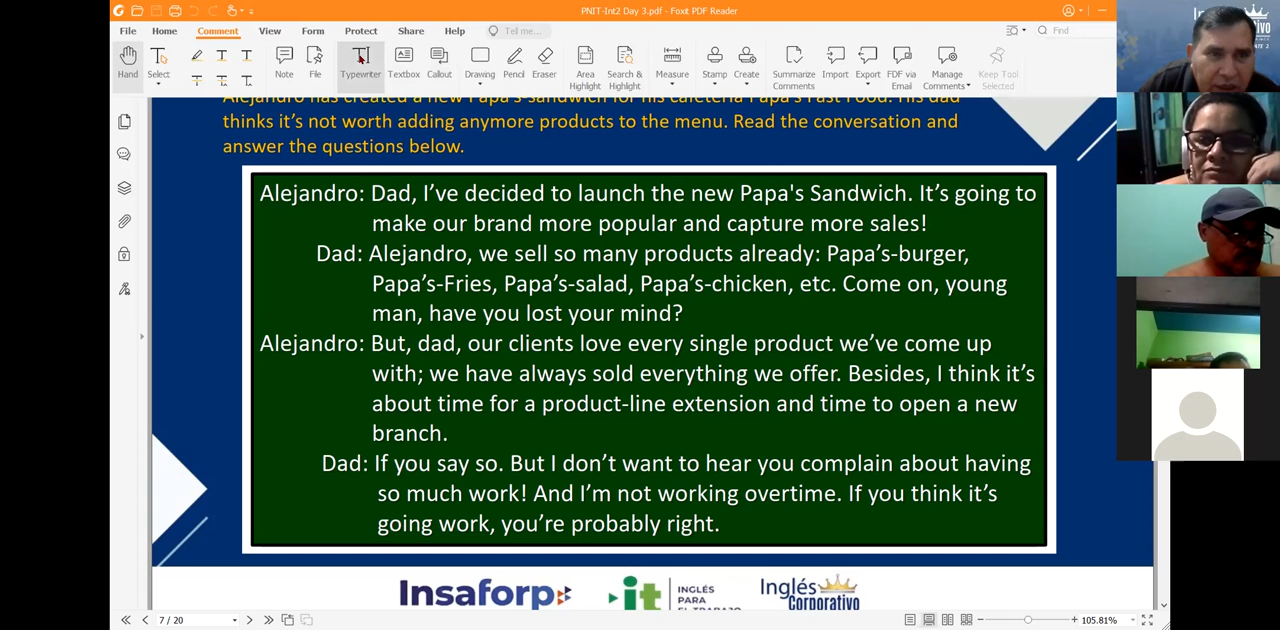 PNIT-Int2 Day 3.pdf - Foxit PDF Reader
File Home Comment View Form Protect Share Help Tell me... Find
Hand Select Note File Typewriter Textbox Callout Drawing Pencil Eraser Area Highlight Search & Highlight Measure Stamp Create Summarize Comments Import Export FDF via Email Manage Comments Keep Tool Selected
Alejandro has created a new Papa's-sandwich for his cafeteria Papa's Fast Food. His dad
thinks it's not worth adding anymore products to the menu. Read the conversation and
answer the questions below.
Alejandro: Dad, I've decided to launch the new Papa's Sandwich. It's going to
make our brand more popular and capture more sales!
Dad: Alejandro, we sell so many products already: Papa's-burger,
Papa's-Fries, Papa's-salad, Papa's-chicken, etc. Come on, young
man, have you lost your mind?
Alejandro: But, dad, our clients love every single product we've come up
with; we have always sold everything we offer. Besides, I think it's
about time for a product-line extension and time to open a new
branch.
Dad: If you say so. But I don't want to hear you complain about having
so much work! And I'm not working overtime. If you think it's
going work, you're probably right.
Insaforp it INGLÉS Inglés
PARA Corporativo
EL TRABAJO
7 / 20 105.81%